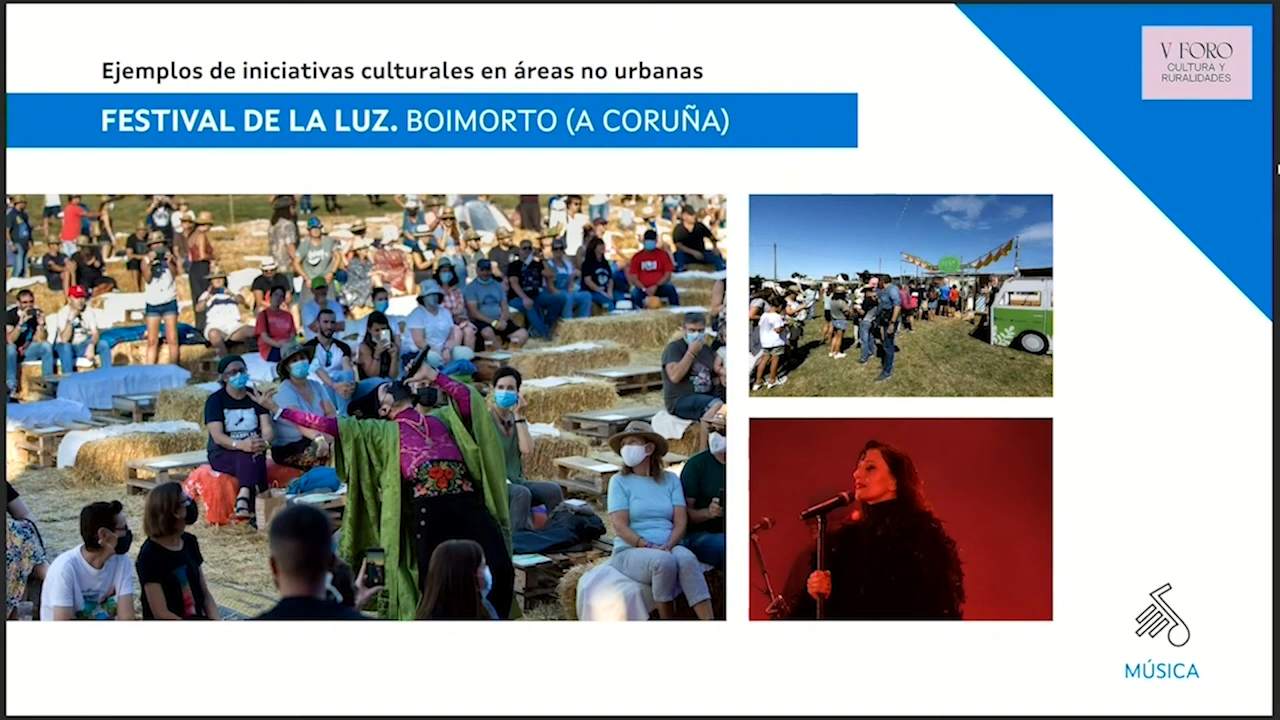 Ejemplos de iniciativas culturales en áreas no urbanas
V FORO
CULTURA Y
RURALIDADES
FESTIVAL DE LA LUZ. BOIMORTO (A CORUÑA)
MÚSICA